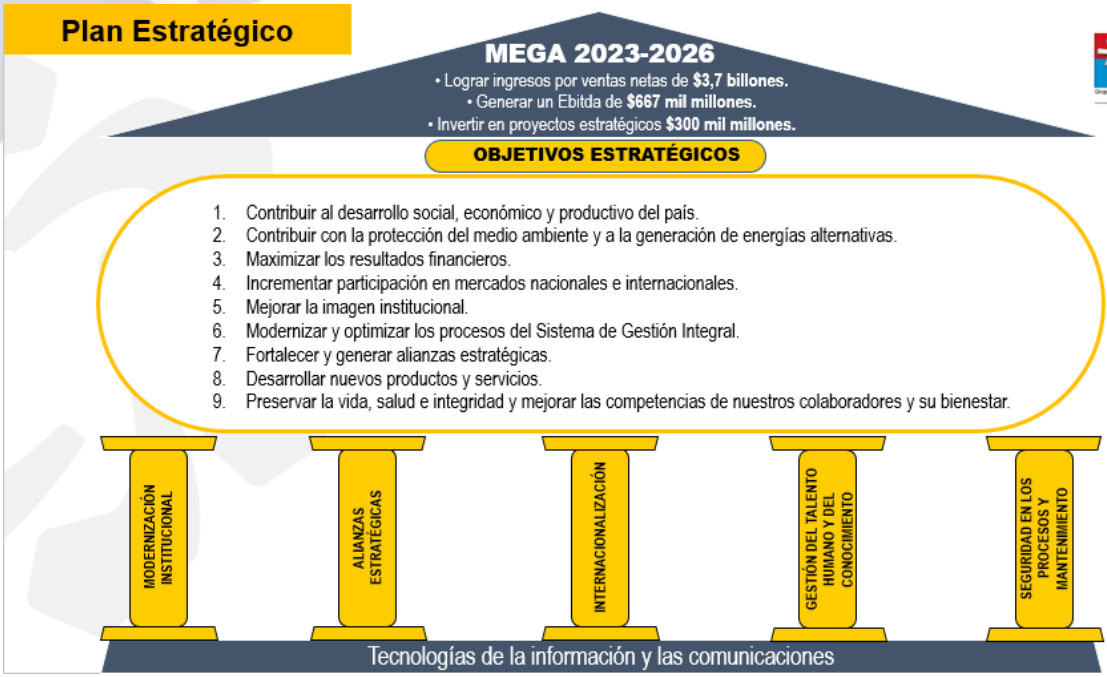 Plan Estratégico
MEGA 2023-2026
• Lograr ingresos por ventas netas de $3,7 billones.
• Generar un Ebitda de $667 mil millones.
• Invertir en proyectos estratégicos $300 mil millones.
OBJETIVOS ESTRATÉGICOS
1. Contribuir al desarrollo social, económico y productivo del país.
2. Contribuir con la protección del medio ambiente y a la generación de energías alternativas.
3. Maximizar los resultados financieros.
4. Incrementar participación en mercados nacionales e internacionales.
5. Mejorar la imagen institucional.
6. Modernizar y optimizar los procesos del Sistema de Gestión Integral.
7. Fortalecer y generar alianzas estratégicas.
8. Desarrollar nuevos productos y servicios.
9. Preservar la vida, salud e integridad y mejorar las competencias de nuestros colaboradores y su bienestar.
MODERNIZACIÓN
INSTITUCIONAL
ALIANZAS
ESTRATÉGICAS
INTERNACIONALIZACIÓN
GESTIÓN DEL TALENTO
HUMANO Y DEL
CONOCIMIENTO
SEGURIDAD EN LOS
PROCESOS Y
MANTENIMIENTO
Tecnologías de la información y las comunicaciones